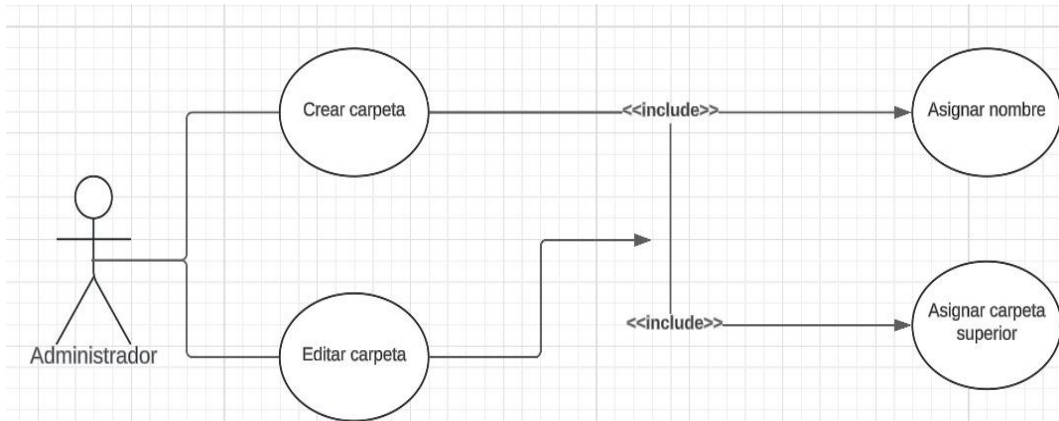 Crear carpeta
<<include>>
Asignar nombre
Administrador
Editar carpeta
<<include>>
Asignar carpeta
superior